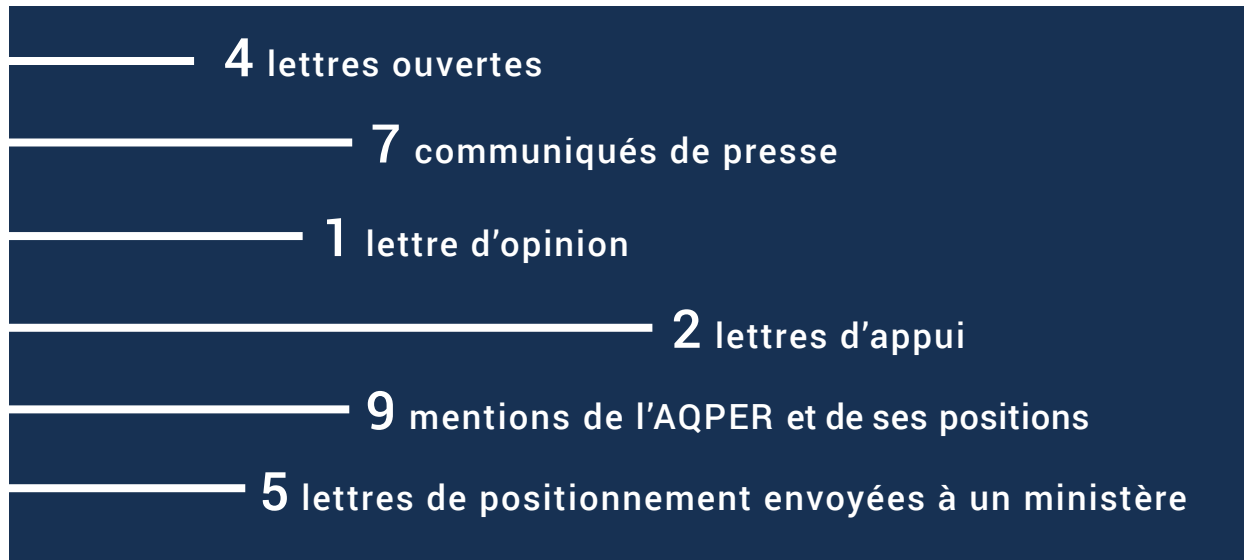 4 lettres ouvertes
7 communiqués de presse
1 lettre d’opinion
2 lettres d’appui
9 mentions de l’AQPER et de ses positions
5 lettres de positionnement envoyées à un ministère